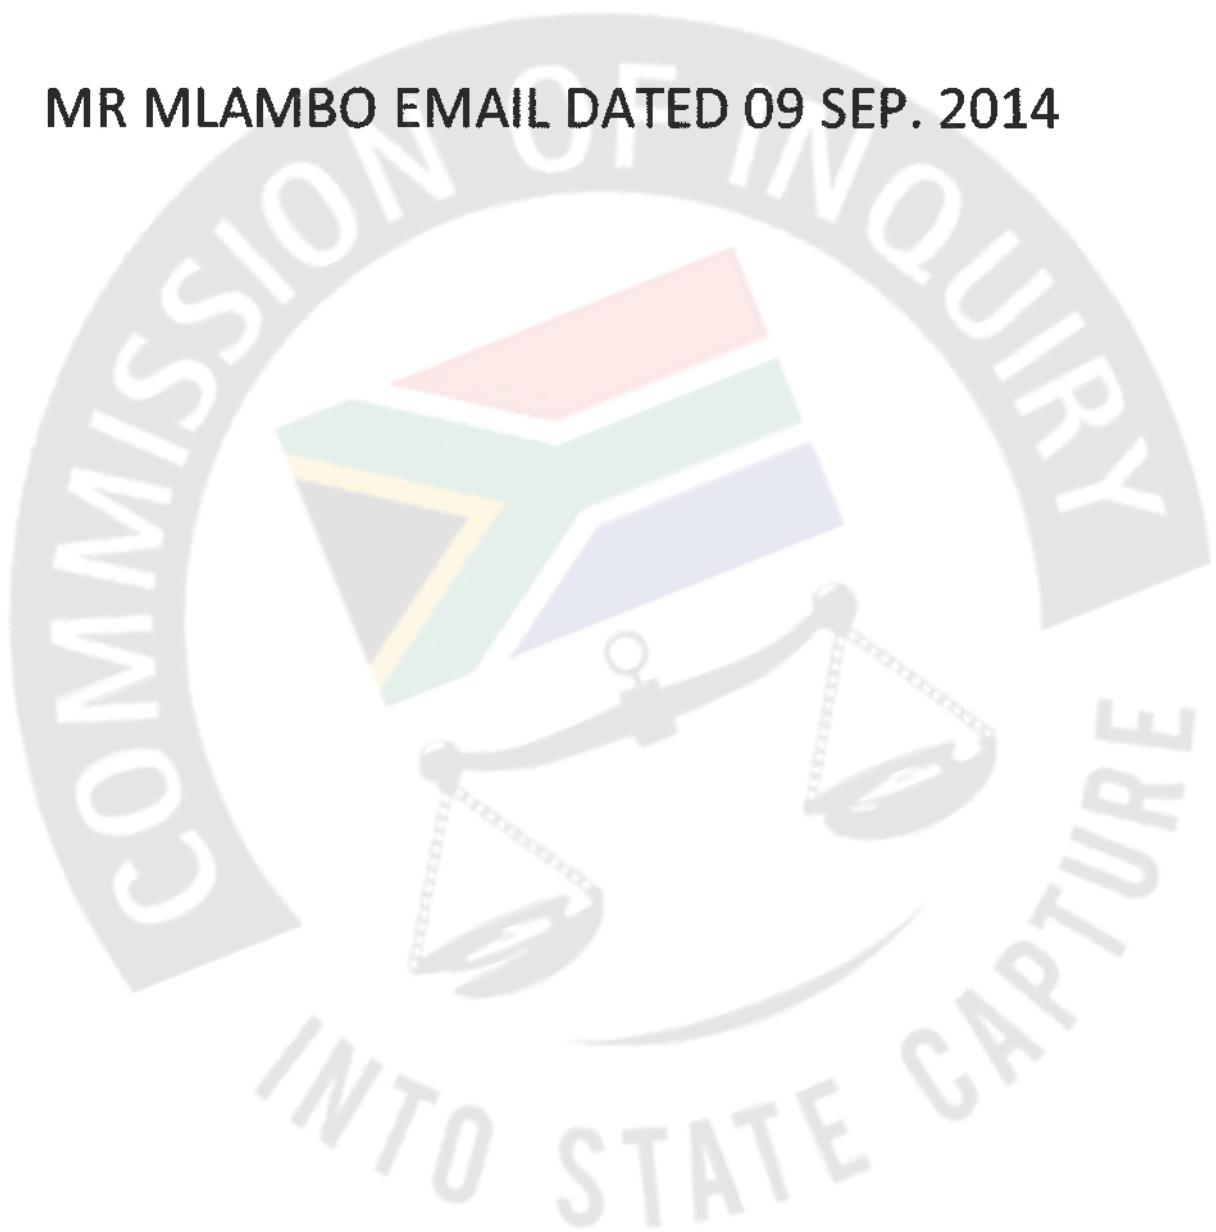 MR MLAMBO EMAIL DATED 09 SEP. 2014
COMMISSION OF INQUIRY
INTO STATE CAPTURE